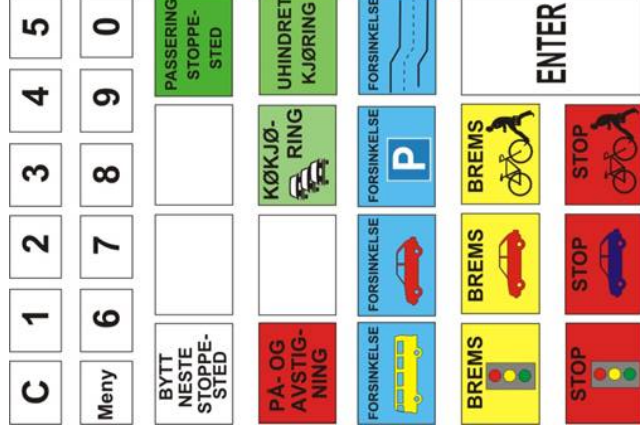 C 1 2 3 4 5
Meny 6 7 8 9 0
BYTT
NESTE
STOPPE-
STED
PASSERING
STOPPE-
STED
PÅ- OG
AVSTIG-
NING
KØKJØ-
RING
UHINDRET
KJØRING
FORSINKELSE
FORSINKELSE
FORSINKELSE
P
FORSINKELSE
BREMS
BREMS
BREMS
ENTER
STOP
STOP
STOP